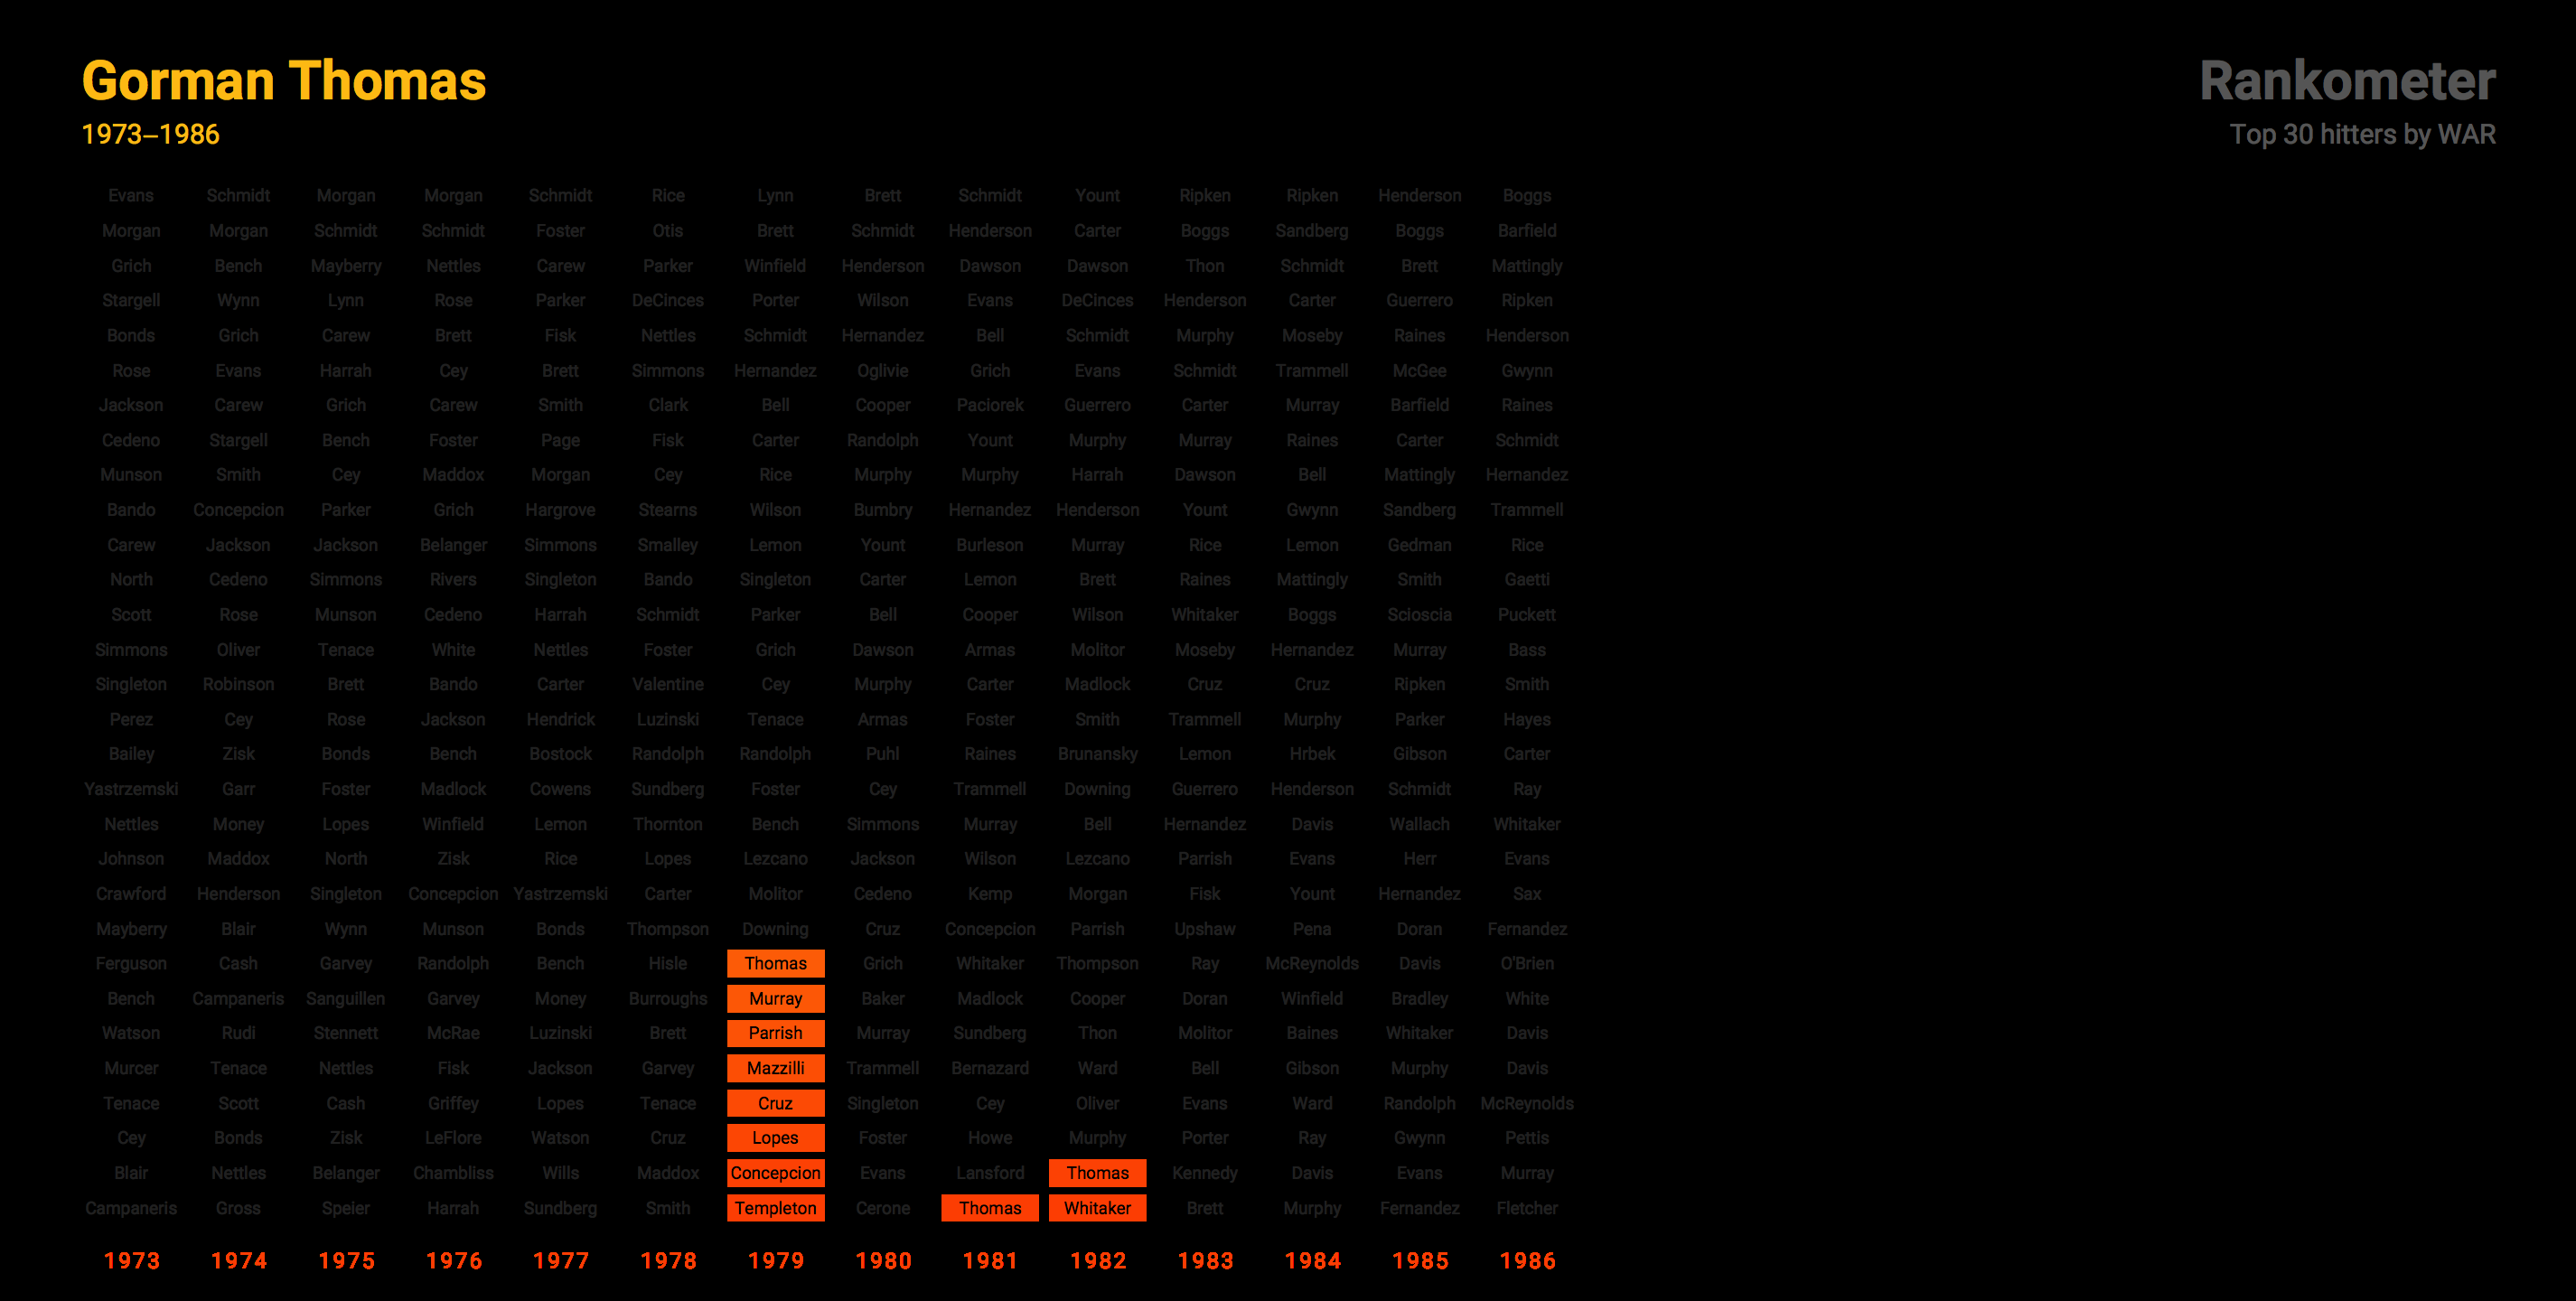 Gorman Thomas
1973–1986
Rankometer
Top 30 hitters by WAR
Evans Schmidt Morgan Morgan Schmidt Rice Lynn Brett Schmidt Yount Ripken Ripken Henderson Boggs
Morgan Morgan Schmidt Schmidt Foster Otis Brett Schmidt Henderson Carter Boggs Sandberg Boggs Barfield
Grich Bench Mayberry Nettles Carew Parker Winfield Henderson Dawson Dawson Thon Schmidt Brett Mattingly
Stargell Wynn Lynn Rose Parker DeCinces Porter Wilson Evans DeCinces Henderson Carter Guerrero Ripken
Bonds Grich Carew Brett Fisk Nettles Schmidt Hernandez Bell Schmidt Murphy Moseby Raines Henderson
Rose Evans Harrah Cey Brett Simmons Hernandez Oglivie Grich Evans Schmidt Trammell McGee Gwynn
Jackson Carew Grich Carew Smith Clark Bell Cooper Paciorek Guerrero Carter Murray Barfield Raines
Cedeno Stargell Bench Foster Page Fisk Carter Randolph Yount Murphy Murray Raines Carter Schmidt
Munson Smith Cey Maddox Morgan Cey Rice Murphy Murphy Harrah Dawson Bell Mattingly Hernandez
Bando Concepcion Parker Grich Hargrove Stearns Wilson Bumbry Hernandez Henderson Yount Gwynn Sandberg Trammell
Carew Jackson Jackson Belanger Simmons Smalley Lemon Yount Burleson Murray Rice Lemon Gedman Rice
North Cedeno Simmons Rivers Singleton Bando Singleton Carter Lemon Brett Raines Mattingly Smith Gaetti
Scott Rose Munson Cedeno Harrah Schmidt Parker Bell Cooper Wilson Whitaker Boggs Scioscia Puckett
Simmons Oliver Tenace White Nettles Foster Grich Dawson Armas Molitor Moseby Hernandez Murray Bass
Singleton Robinson Brett Bando Carter Valentine Cey Murphy Carter Madlock Cruz Cruz Ripken Smith
Perez Cey Rose Jackson Hendrick Luzinski Tenace Armas Foster Smith Trammell Murphy Parker Hayes
Bailey Zisk Bonds Bench Bostock Randolph Randolph Puhl Raines Brunansky Lemon Hrbek Gibson Carter
Yastrzemski Garr Foster Madlock Cowens Sundberg Foster Cey Trammell Downing Guerrero Henderson Schmidt Ray
Nettles Money Lopes Winfield Lemon Thornton Bench Simmons Murray Bell Hernandez Davis Wallach Whitaker
Johnson Maddox North Zisk Rice Lopes Lezcano Jackson Wilson Lezcano Parrish Evans Herr Evans
Crawford Henderson Singleton Concepcion Yastrzemski Carter Molitor Cedeno Kemp Morgan Fisk Yount Hernandez Sax
Mayberry Blair Wynn Munson Bonds Thompson Downing Cruz Concepcion Parrish Upshaw Pena Doran Fernandez
Ferguson Cash Garvey Randolph Bench Hisle Thomas Grich Whitaker Thompson Ray McReynolds Davis O'Brien
Bench Campaneris Sanguillen Garvey Money Burroughs Murray Baker Madlock Cooper Doran Winfield Bradley White
Watson Rudi Stennett McRae Luzinski Brett Parrish Murray Sundberg Thon Molitor Baines Whitaker Davis
Murcer Tenace Nettles Fisk Jackson Garvey Mazzilli Trammell Bernazard Ward Bell Gibson Murphy Davis
Tenace Scott Cash Griffey Lopes Tenace Cruz Singleton Cey Oliver Evans Ward Randolph McReynolds
Cey Bonds Zisk LeFlore Watson Cruz Lopes Foster Howe Murphy Porter Ray Gwynn Pettis
Blair Nettles Belanger Chambliss Wills Maddox Concepcion Evans Lansford Thomas Kennedy Davis Evans Murray
Campaneris Gross Speier Harrah Sundberg Smith Templeton Cerone Thomas Whitaker Brett Murphy Fernandez Fletcher
1973 1974 1975 1976 1977 1978 1979 1980 1981 1982 1983 1984 1985 1986